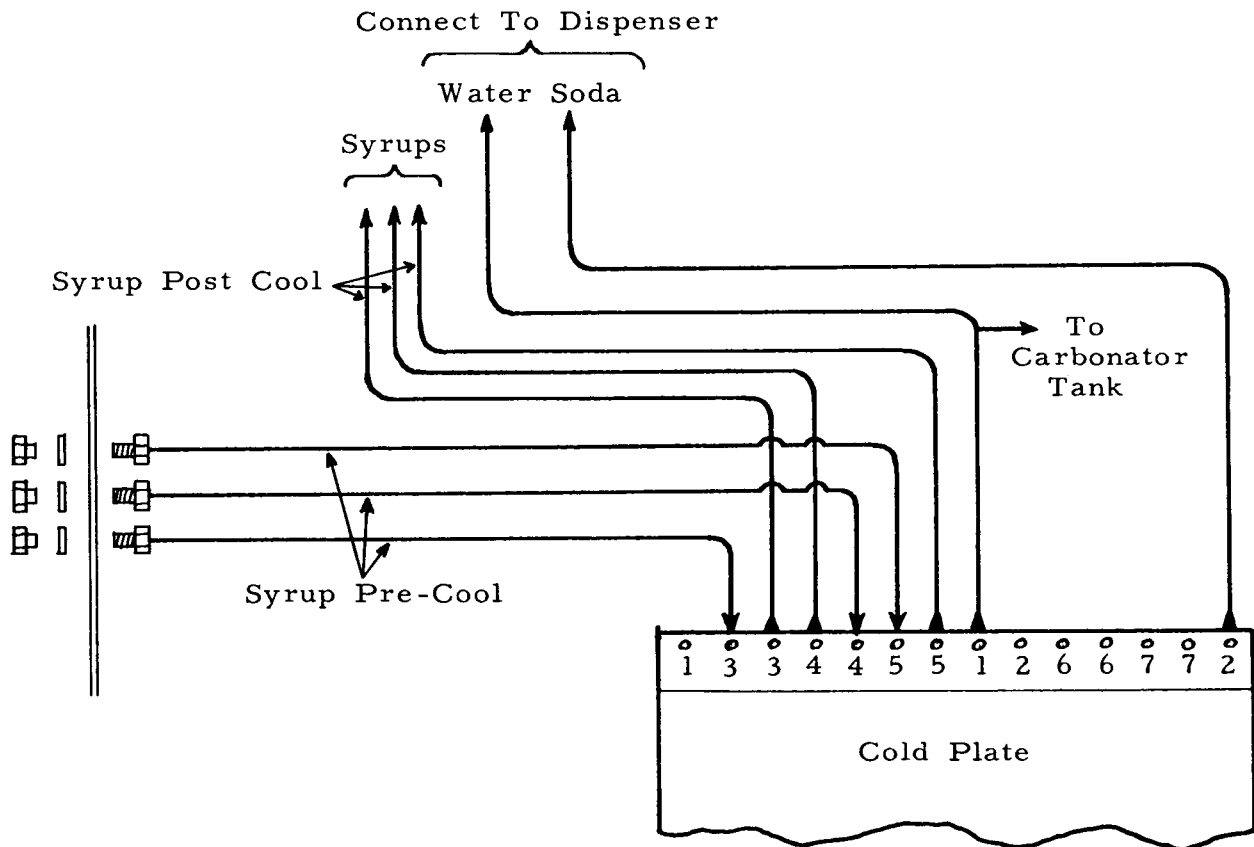 Connect To Dispenser
Water Soda
Syrups
Syrup Post Cool
To
Carbonator
Tank
Syrup Pre-Cool
1 3 3 4 4 5 5 1 2 6 6 7 7 2
Cold Plate